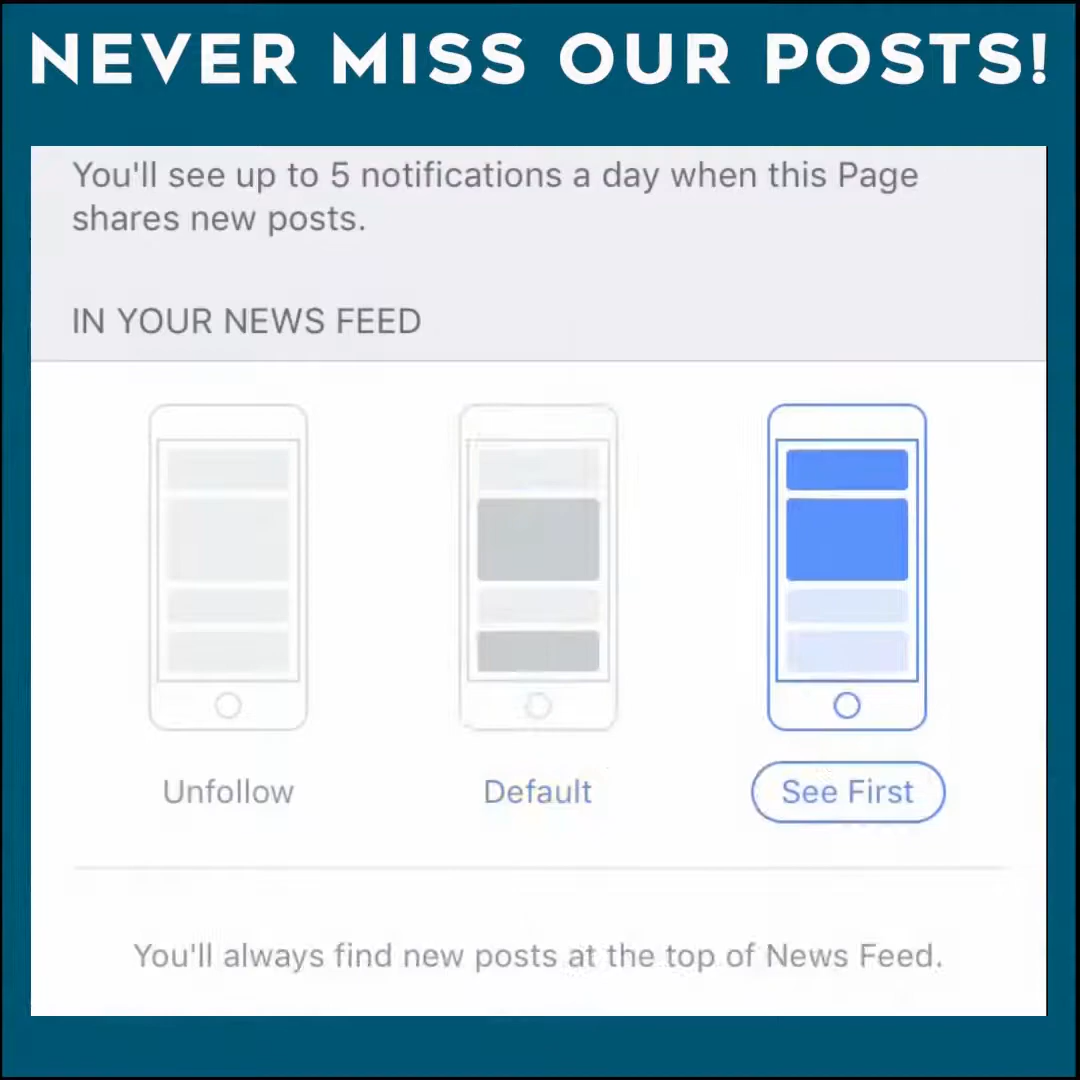 NEVER MISS OUR POSTS!
You'll see up to 5 notifications a day when this Page
shares new posts.
IN YOUR NEWS FEED
Unfollow
Default
See First
You'll always find new posts at the top of News Feed.